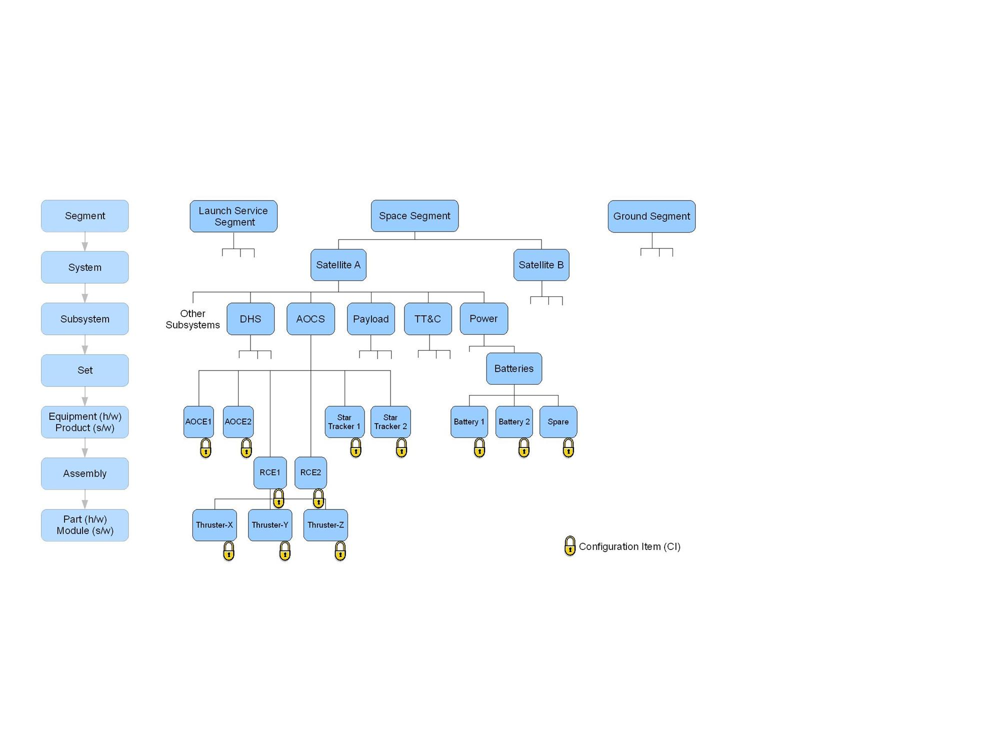 Segment
Launch Service
Segment
Space Segment
Ground Segment
System
Satellite A
Satellite B
Subsystem
Other
Subsystems
DHS
AOCS
Payload
TT&C
Power
Set
Batteries
Equipment (h/w)
Product (s/w)
AOCE1
AOCE2
Star
Tracker 1
Star
Tracker 2
Battery 1
Battery 2
Spare
Assembly
RCE1
RCE2
Part (h/w)
Module (s/w)
Thruster-X
Thruster-Y
Thruster-Z
Configuration Item (CI)